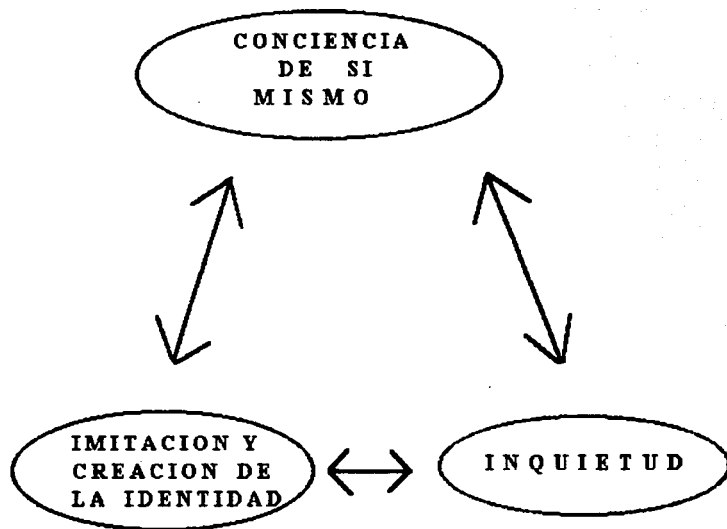 CONCIENCIA
DE SI
MISMO
IMITACION Y
CREACION DE
LA IDENTIDAD
INQUIETUD